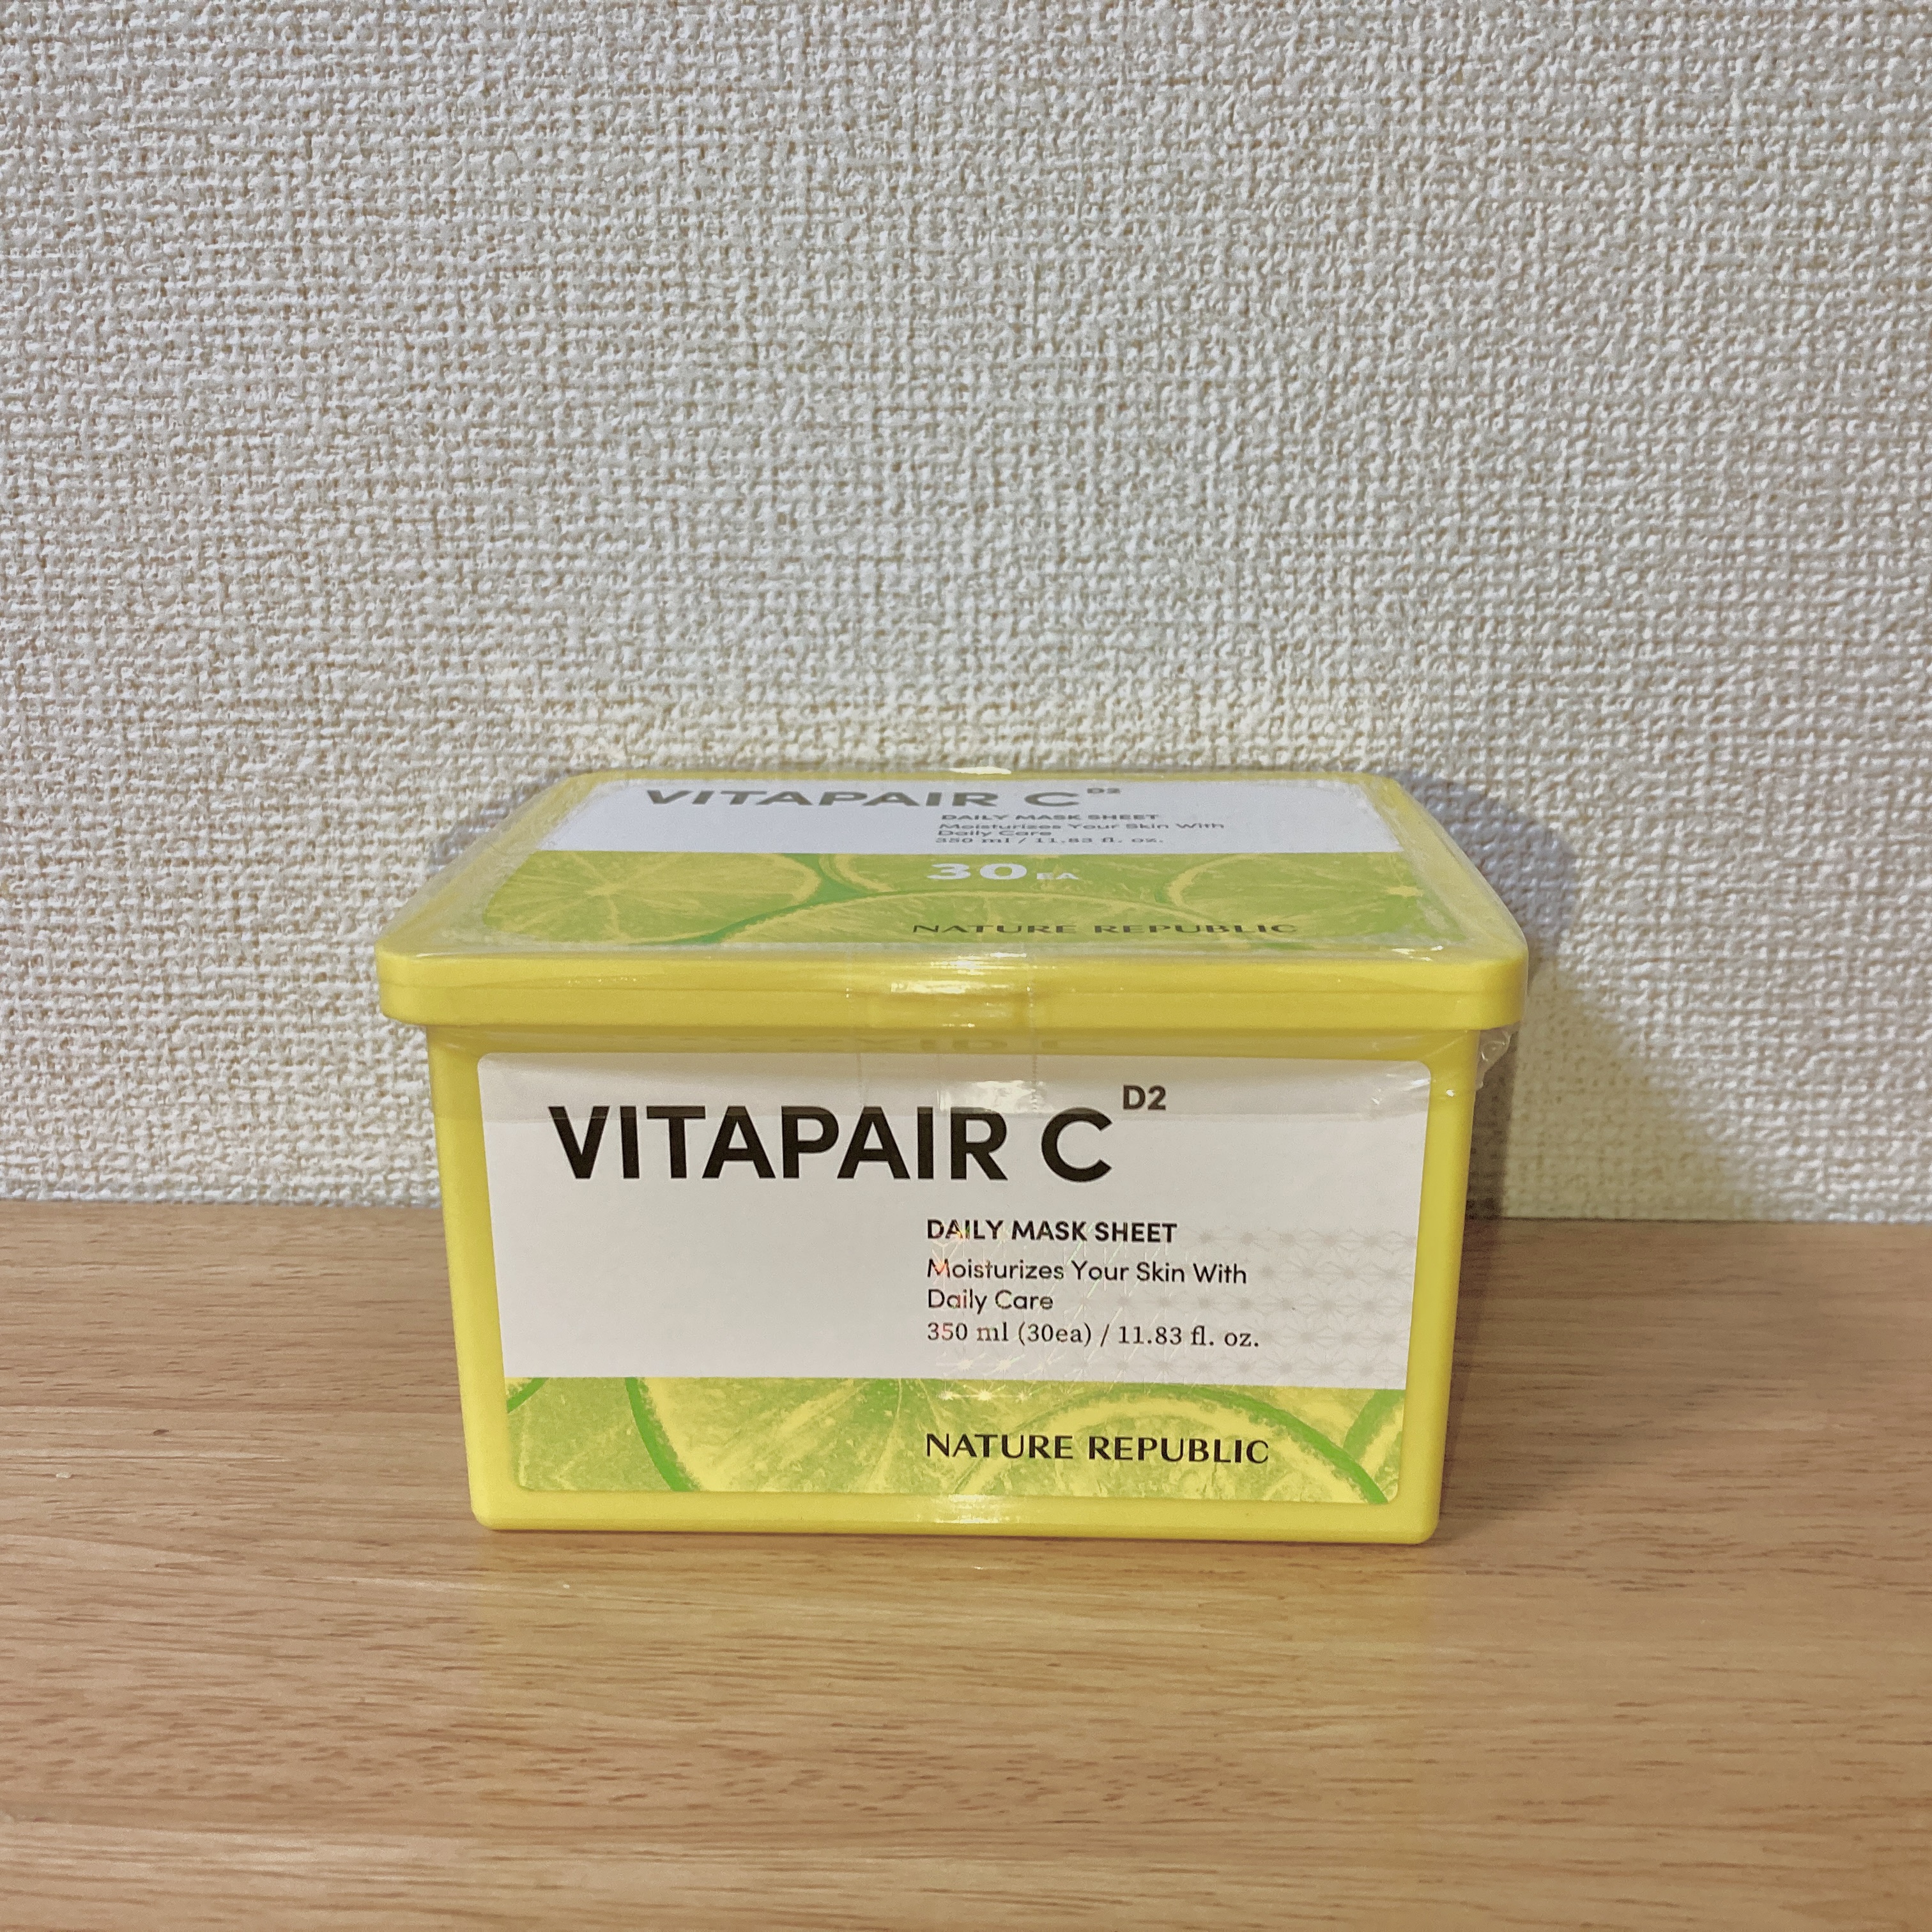 VITAPAIR C D2
DAILY MASK SHEET
Moisturizes Your Skin With
Daily Care
350 ml / 11.83 fl. oz.
30 EA
NATURE REPUBLIC
VITAPAIR C D2
DAILY MASK SHEET
Moisturizes Your Skin With
Daily Care
350 ml (30ea) / 11.83 fl. oz.
NATURE REPUBLIC